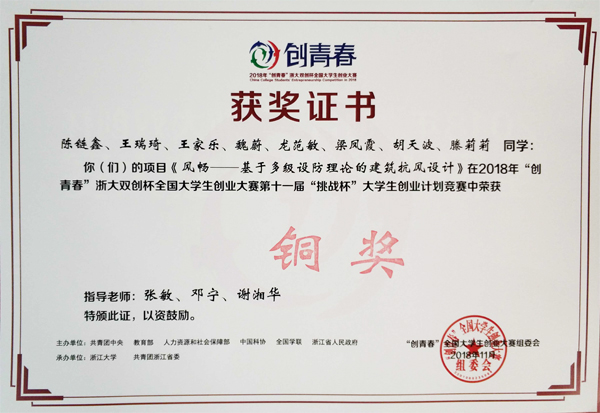 创青春
2018年“创青春”浙大双创杯全国大学生创业大赛
China College Students' Entrepreneurship Competition in 2018
获奖证书
陈链鑫、王瑞琦、王家乐、魏蔚、龙范敏、梁凤霞、胡天波、滕莉莉 同学：
你（们）的项目《风畅——基于多级设防理论的建筑抗风设计》在2018年“创
青春”浙大双创杯全国大学生创业大赛第十一届“挑战杯”大学生创业计划竞赛中荣获
铜奖
指导老师：张敏、邓宁、谢湘华
特颁此证，以资鼓励。
主办单位：共青团中央 教育部 人力资源和社会保障部 中国科协 全国学联 浙江省人民政府
承办单位：浙江大学 共青团浙江省委
“创青春”全国大学生创业大赛组委会
2018年11月
组委会